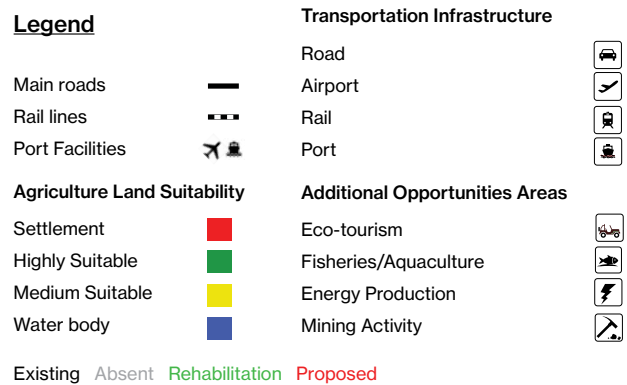 Legend
Main roads
Rail lines
Port Facilities
Agriculture Land Suitability
Settlement
Highly Suitable
Medium Suitable
Water body
Transportation Infrastructure
Road
Airport
Rail
Port
Additional Opportunities Areas
Eco-tourism
Fisheries/Aquaculture
Energy Production
Mining Activity
Existing Absent Rehabilitation Proposed